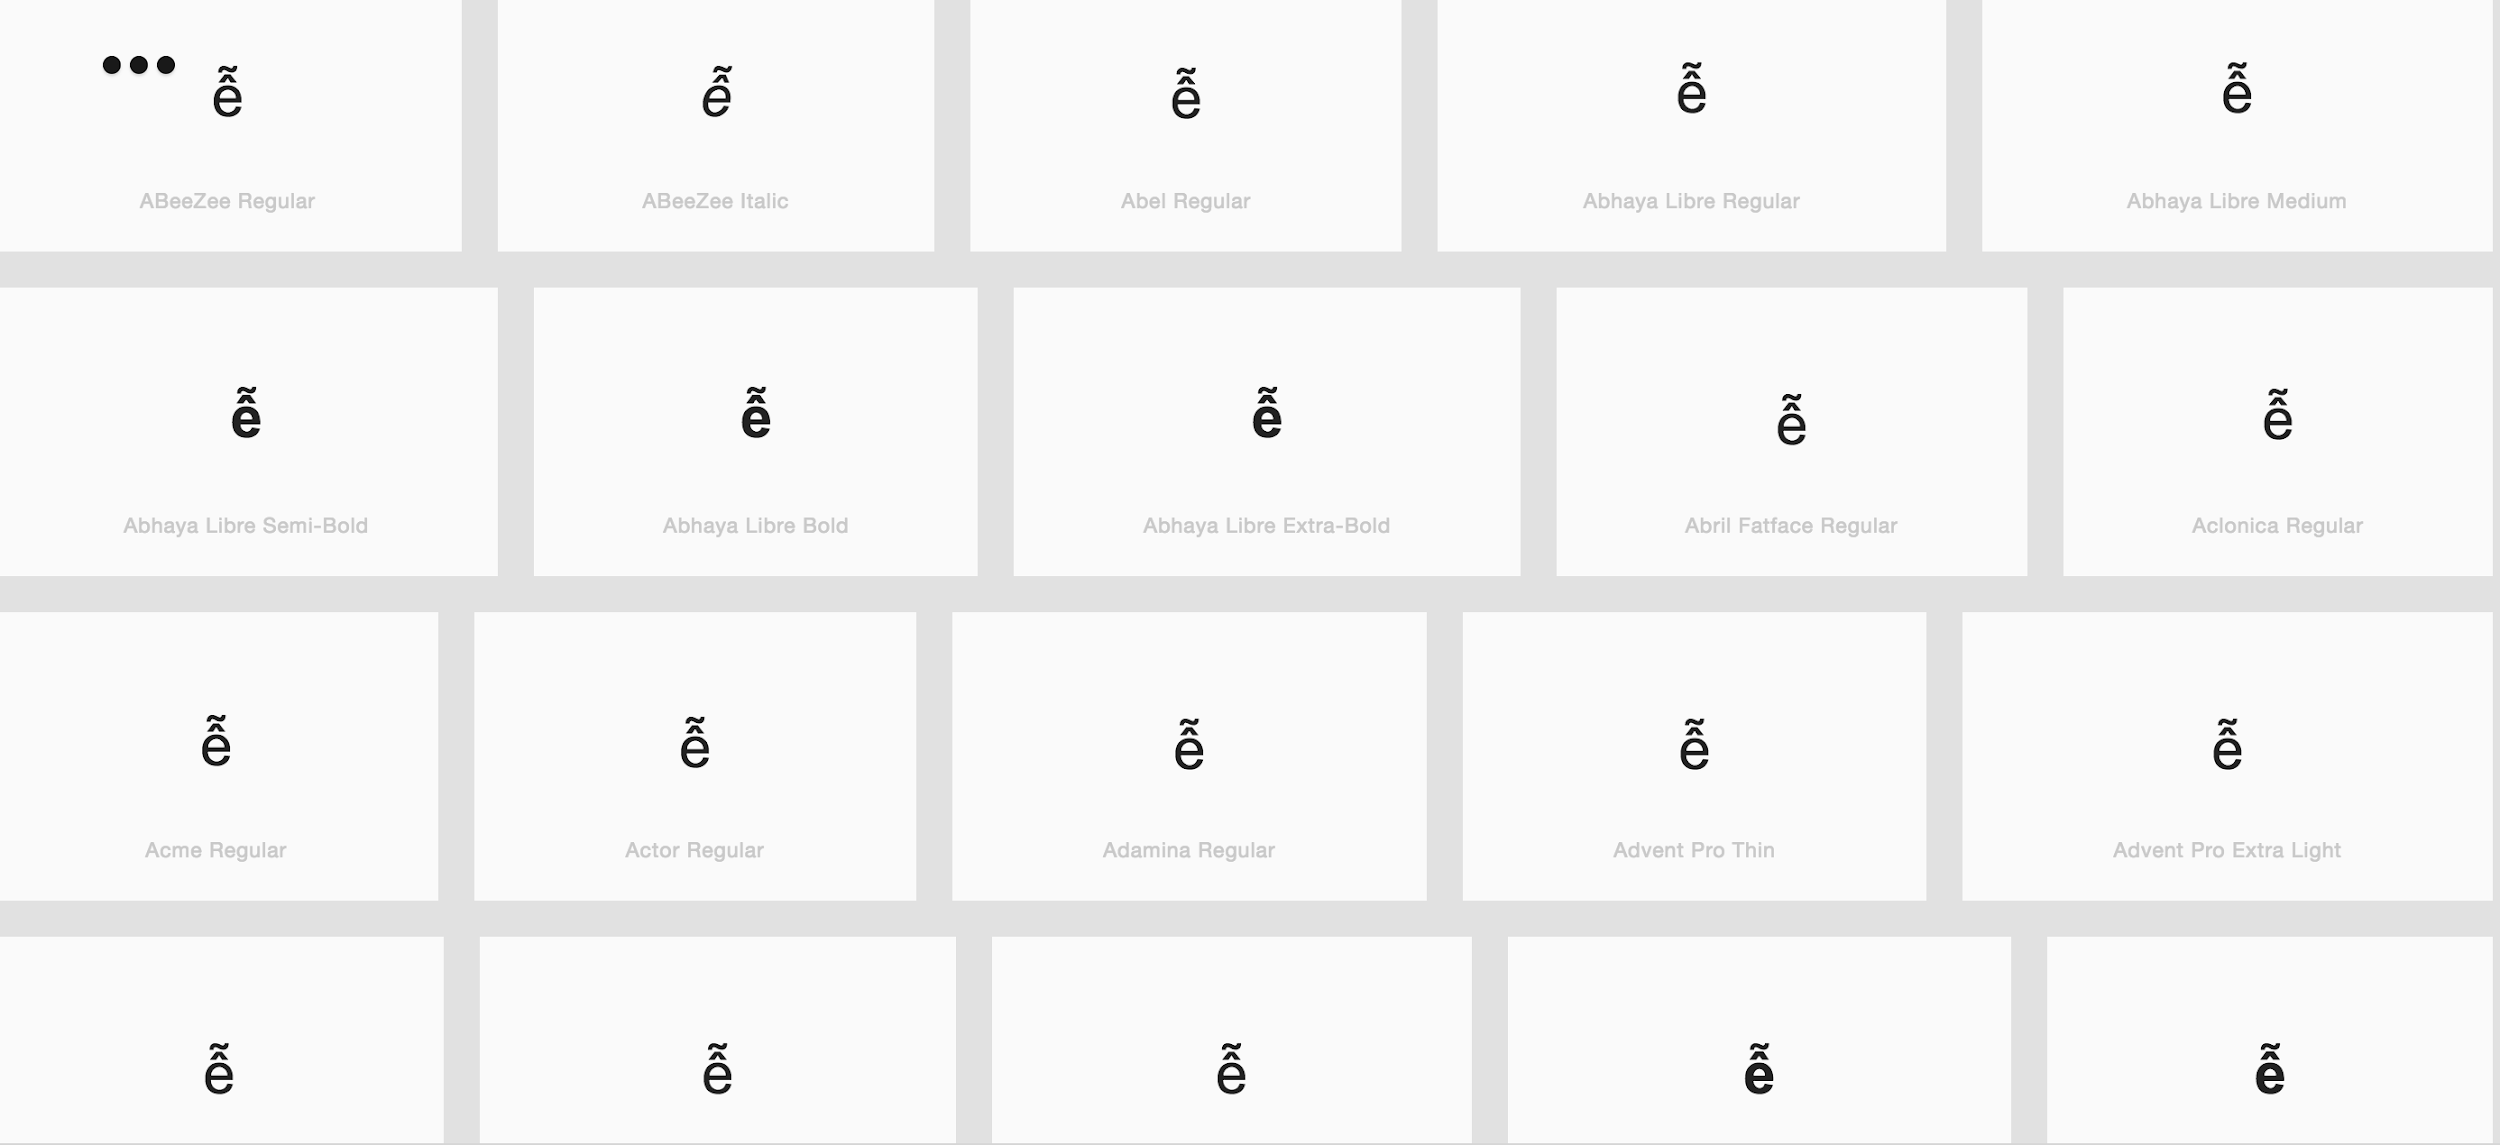 ễ ễ ễ ễ ễ
ABeeZee Regular ABeeZee Italic Abel Regular Abhaya Libre Regular Abhaya Libre Medium
ễ ễ ễ ễ ễ
Abhaya Libre Semi-Bold Abhaya Libre Bold Abhaya Libre Extra-Bold Abril Fatface Regular Aclonica Regular
ễ ễ ễ ễ ễ
Acme Regular Actor Regular Adamina Regular Advent Pro Thin Advent Pro Extra Light
ễ ễ ễ ễ ễ